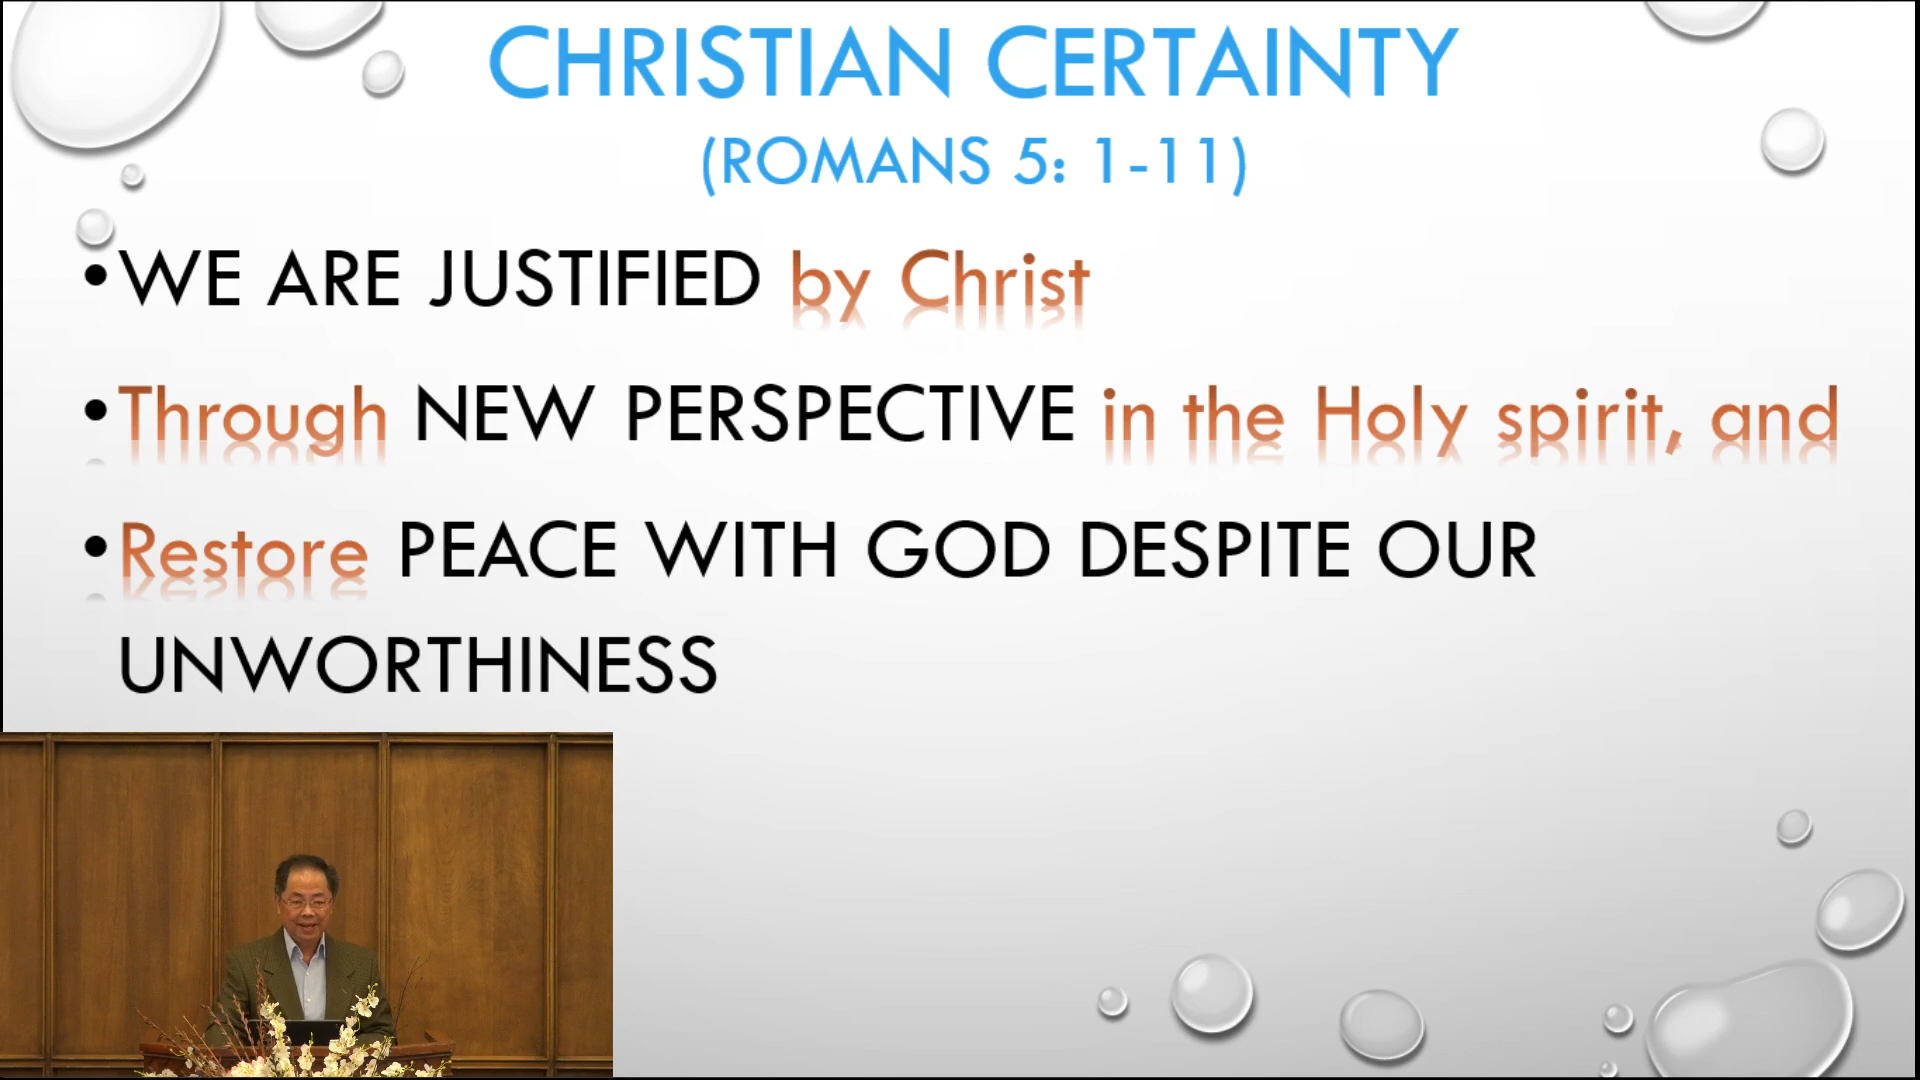 CHRISTIAN CERTAINTY
(ROMANS 5: 1-11)
•WE ARE JUSTIFIED by Christ
•Through NEW PERSPECTIVE in the Holy spirit, and
•Restore PEACE WITH GOD DESPITE OUR
UNWORTHINESS